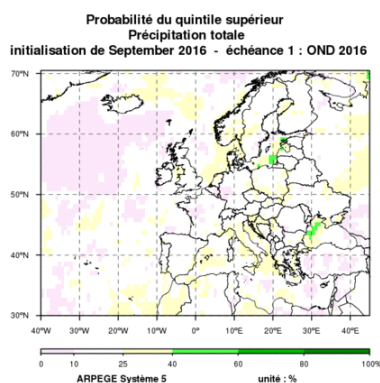 Probabilité du quintile supérieur
Précipitation totale
initialisation de September 2016 - échéance 1 : OND 2016
70°N
60°N
50°N
40°N
30°N
40°W 30°W 20°W 10°W 0° 10°E 20°E 30°E 40°E
0 10 25 40 60 80 100%
ARPEGE Système 5 unité : %